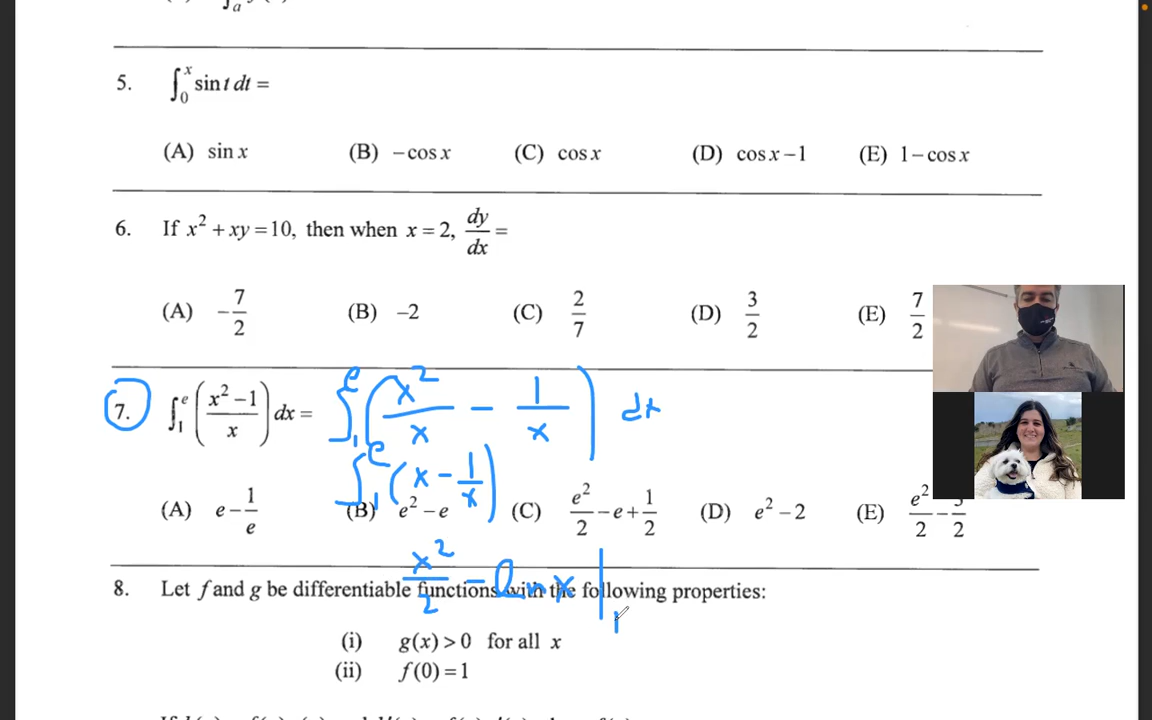 ∫ₐ
5. ∫₀ˣ sin t dt =
(A) sin x (B) −cos x (C) cos x (D) cos x − 1 (E) 1 − cos x
6. If x² + xy = 10, then when x = 2, dy/dx =
(A) −7/2 (B) −2 (C) 2/7 (D) 3/2 (E) 7/2
7. ∫₁ᵉ ((x² − 1)/x) dx = ∫₁ᵉ (x²/x − 1/x) dx
∫₁ᵉ (x − 1/x)
(A) e − 1/e (B) e² − e (C) e²/2 − e + 1/2 (D) e² − 2 (E) e²/2 − 3/2
x²/2 − ln x |₁
8. Let f and g be differentiable functions with the following properties:
(i) g(x) > 0 for all x
(ii) f(0) = 1